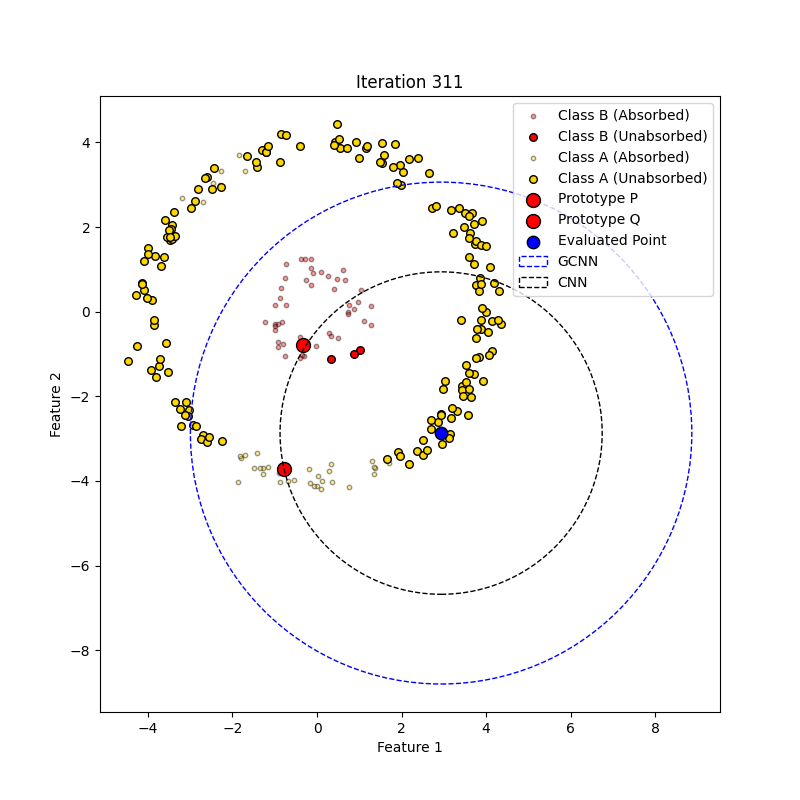 Iteration 311
Class B (Absorbed)
Class B (Unabsorbed)
Class A (Absorbed)
Class A (Unabsorbed)
Prototype P
Prototype Q
Evaluated Point
GCNN
CNN
4
2
0
−2
−4
−6
−8
Feature 2
−4 −2 0 2 4 6 8
Feature 1